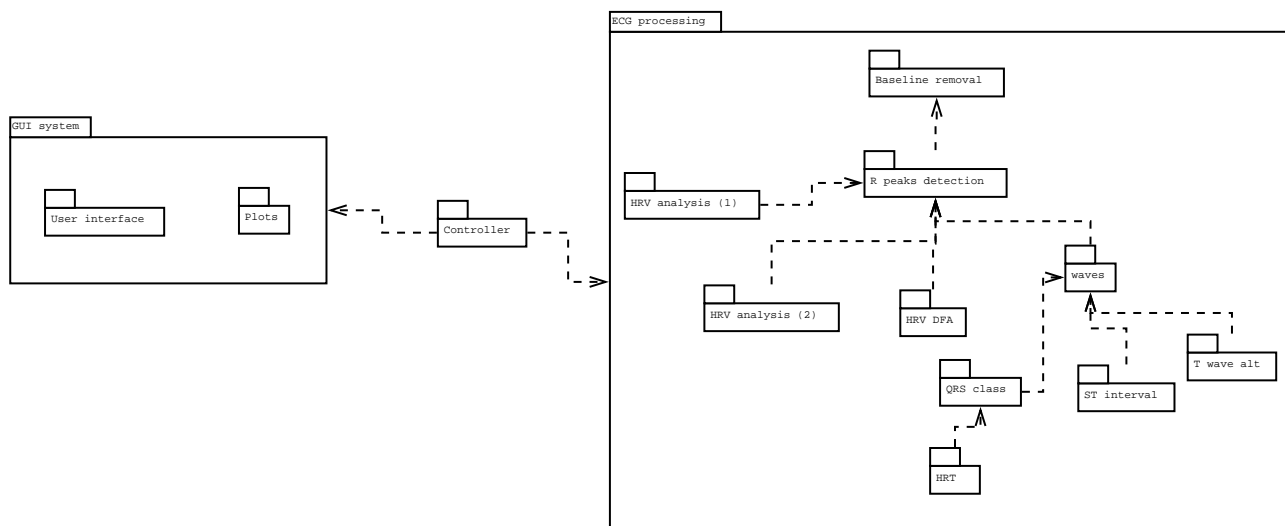 ECG processing
Baseline removal
GUI system
R peaks detection
HRV analysis (1)
User interface
Plots
Controller
waves
HRV analysis (2)
HRV DFA
T wave alt
QRS class
ST interval
HRT